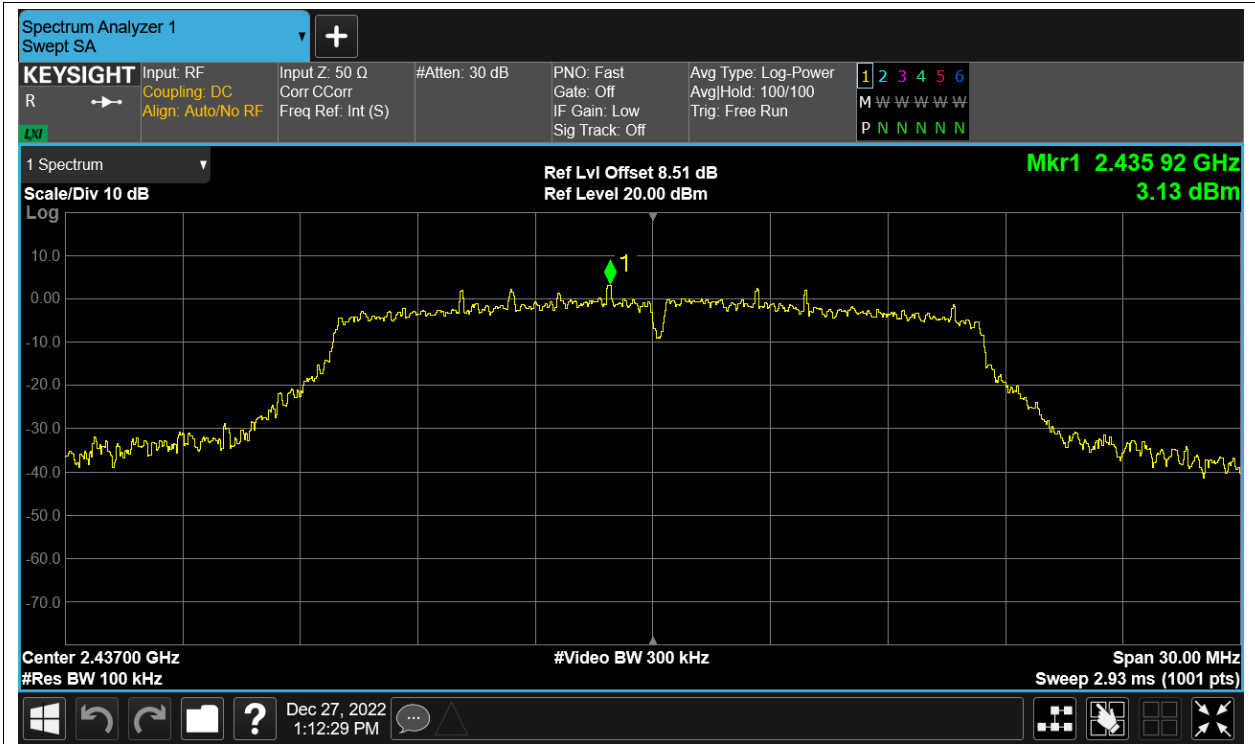 Spectrum Analyzer 1
Swept SA
KEYSIGHT
R
LXI
Input: RF
Coupling: DC
Align: Auto/No RF
Input Z: 50 Ω
Corr CCorr
Freq Ref: Int (S)
#Atten: 30 dB
PNO: Fast
Gate: Off
IF Gain: Low
Sig Track: Off
Avg Type: Log-Power
Avg|Hold: 100/100
Trig: Free Run
1 2 3 4 5 6
M W W W W W
P N N N N N
1 Spectrum
Scale/Div 10 dB
Log
Ref Lvl Offset 8.51 dB
Ref Level 20.00 dBm
Mkr1 2.435 92 GHz
3.13 dBm
1
10.0
0.00
-10.0
-20.0
-30.0
-40.0
-50.0
-60.0
-70.0
Center 2.43700 GHz
#Res BW 100 kHz
#Video BW 300 kHz
Span 30.00 MHz
Sweep 2.93 ms (1001 pts)
?
Dec 27, 2022
1:12:29 PM